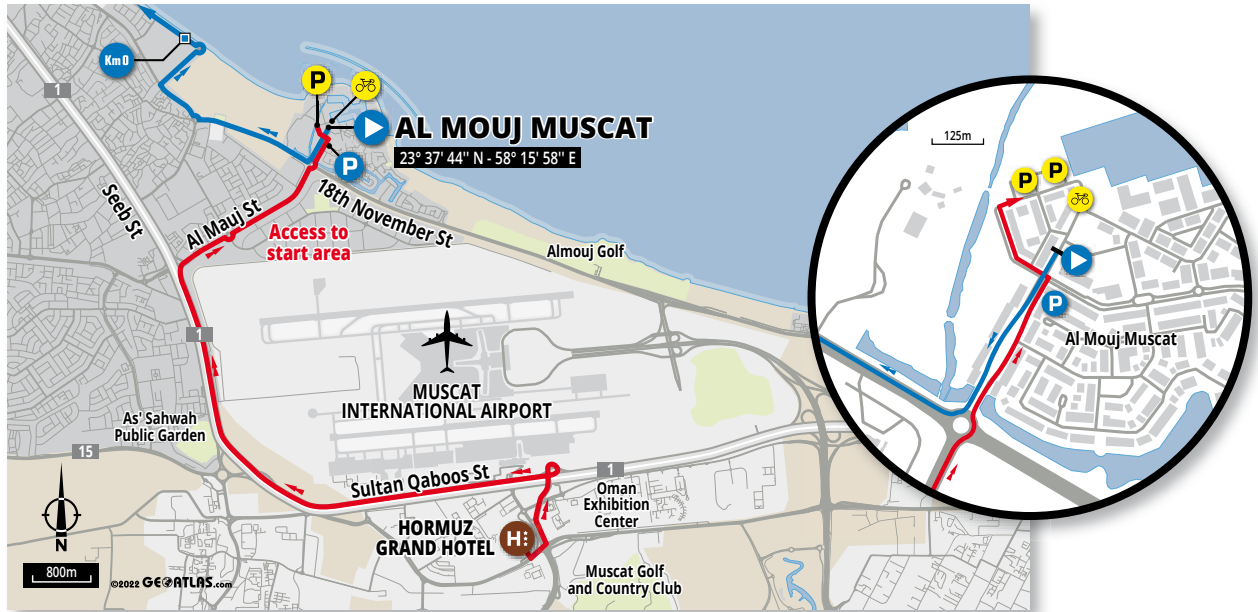 Km 0
1
P
AL MOUJ MUSCAT
23° 37' 44'' N - 58° 15' 58'' E
P
Seeb St
Al Mauj St
18th November St
Access to
start area
Almouj Golf
1
MUSCAT
INTERNATIONAL AIRPORT
As' Sahwah
Public Garden
15
Sultan Qaboos St
1
Oman
Exhibition
Center
HORMUZ
GRAND HOTEL
H
Muscat Golf
and Country Club
N
800m
©2022 GEOATLAS.com
125m
P
P
P
Al Mouj Muscat